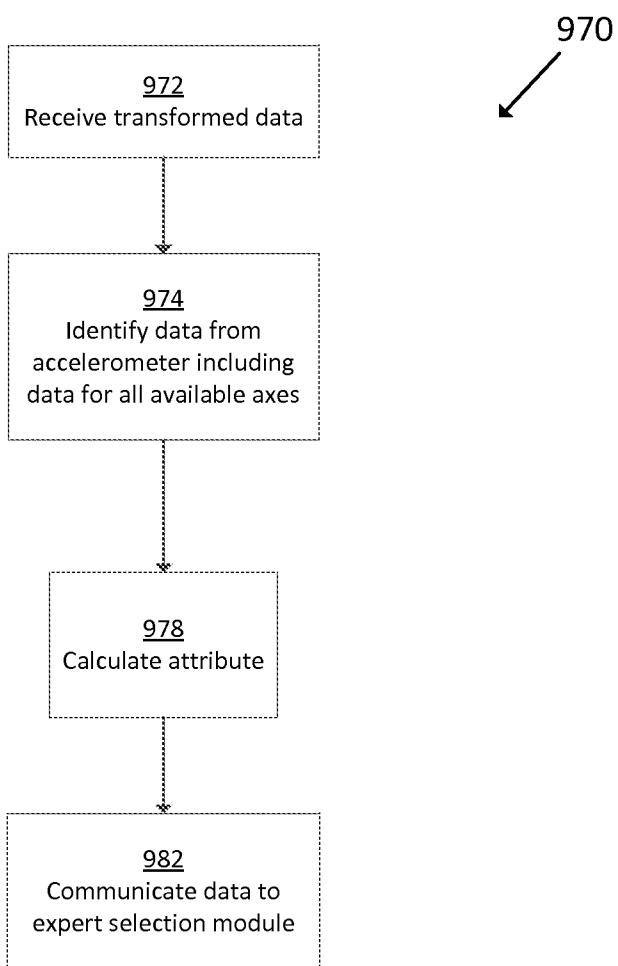 970
972
Receive transformed data
974
Identify data from
accelerometer including
data for all available axes
978
Calculate attribute
982
Communicate data to
expert selection module